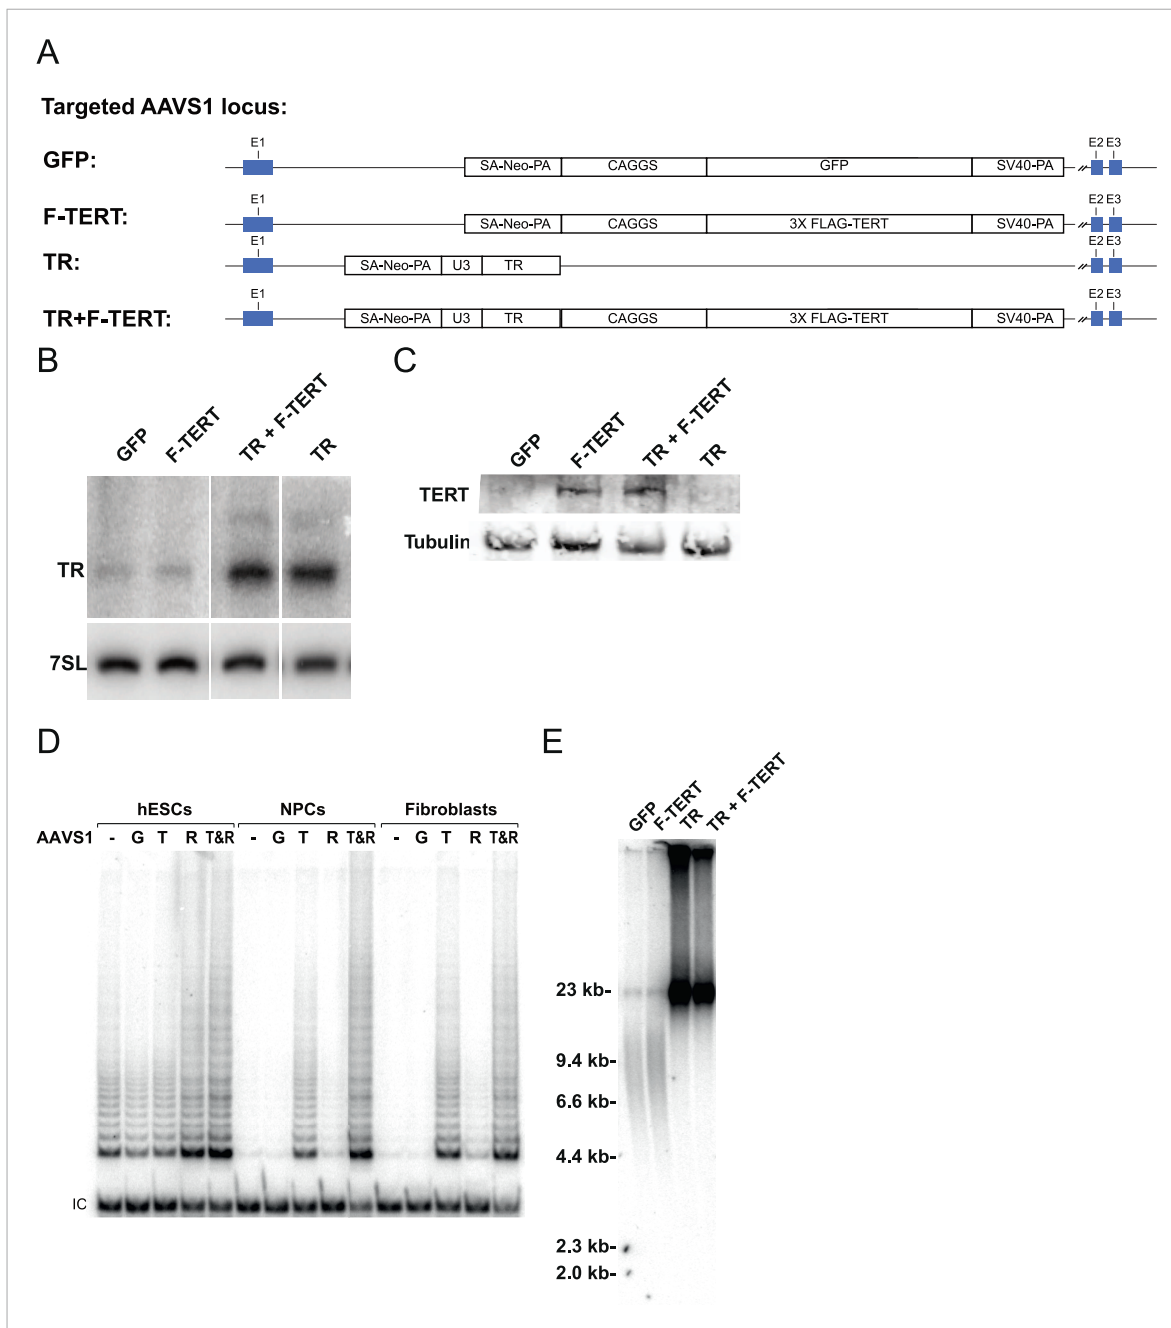 A
Targeted AAVS1 locus:
E1 E2 E3
GFP: SA-Neo-PA CAGGS GFP SV40-PA
E1 E2 E3
F-TERT: SA-Neo-PA CAGGS 3X FLAG-TERT SV40-PA
E1 E2 E3
TR: SA-Neo-PA U3 TR
E1 E2 E3
TR+F-TERT: SA-Neo-PA U3 TR CAGGS 3X FLAG-TERT SV40-PA
B
GFP F-TERT TR + F-TERT TR
TR
7SL
C
GFP F-TERT TR + F-TERT TR
TERT
Tubulin
D
hESCs NPCs Fibroblasts
AAVS1 - G T R T&R - G T R T&R - G T R T&R
IC
E
GFP F-TERT TR TR + F-TERT
23 kb-
9.4 kb-
6.6 kb-
4.4 kb-
2.3 kb-
2.0 kb-